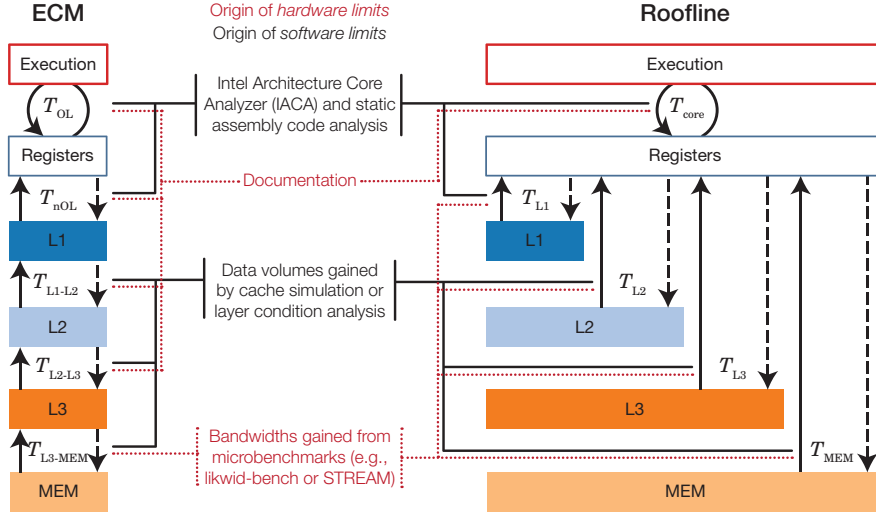 ECM
Origin of hardware limits
Origin of software limits
Roofline
Execution
Execution
T_OL
Intel Architecture Core
Analyzer (IACA) and static
assembly code analysis
T_core
Registers
Registers
Documentation
T_nOL
T_L1
L1
L1
T_L1-L2
Data volumes gained
by cache simulation or
layer condition analysis
T_L2
L2
L2
T_L2-L3
T_L3
L3
L3
T_L3-MEM
Bandwidths gained from
microbenchmarks (e.g.,
likwid-bench or STREAM)
T_MEM
MEM
MEM